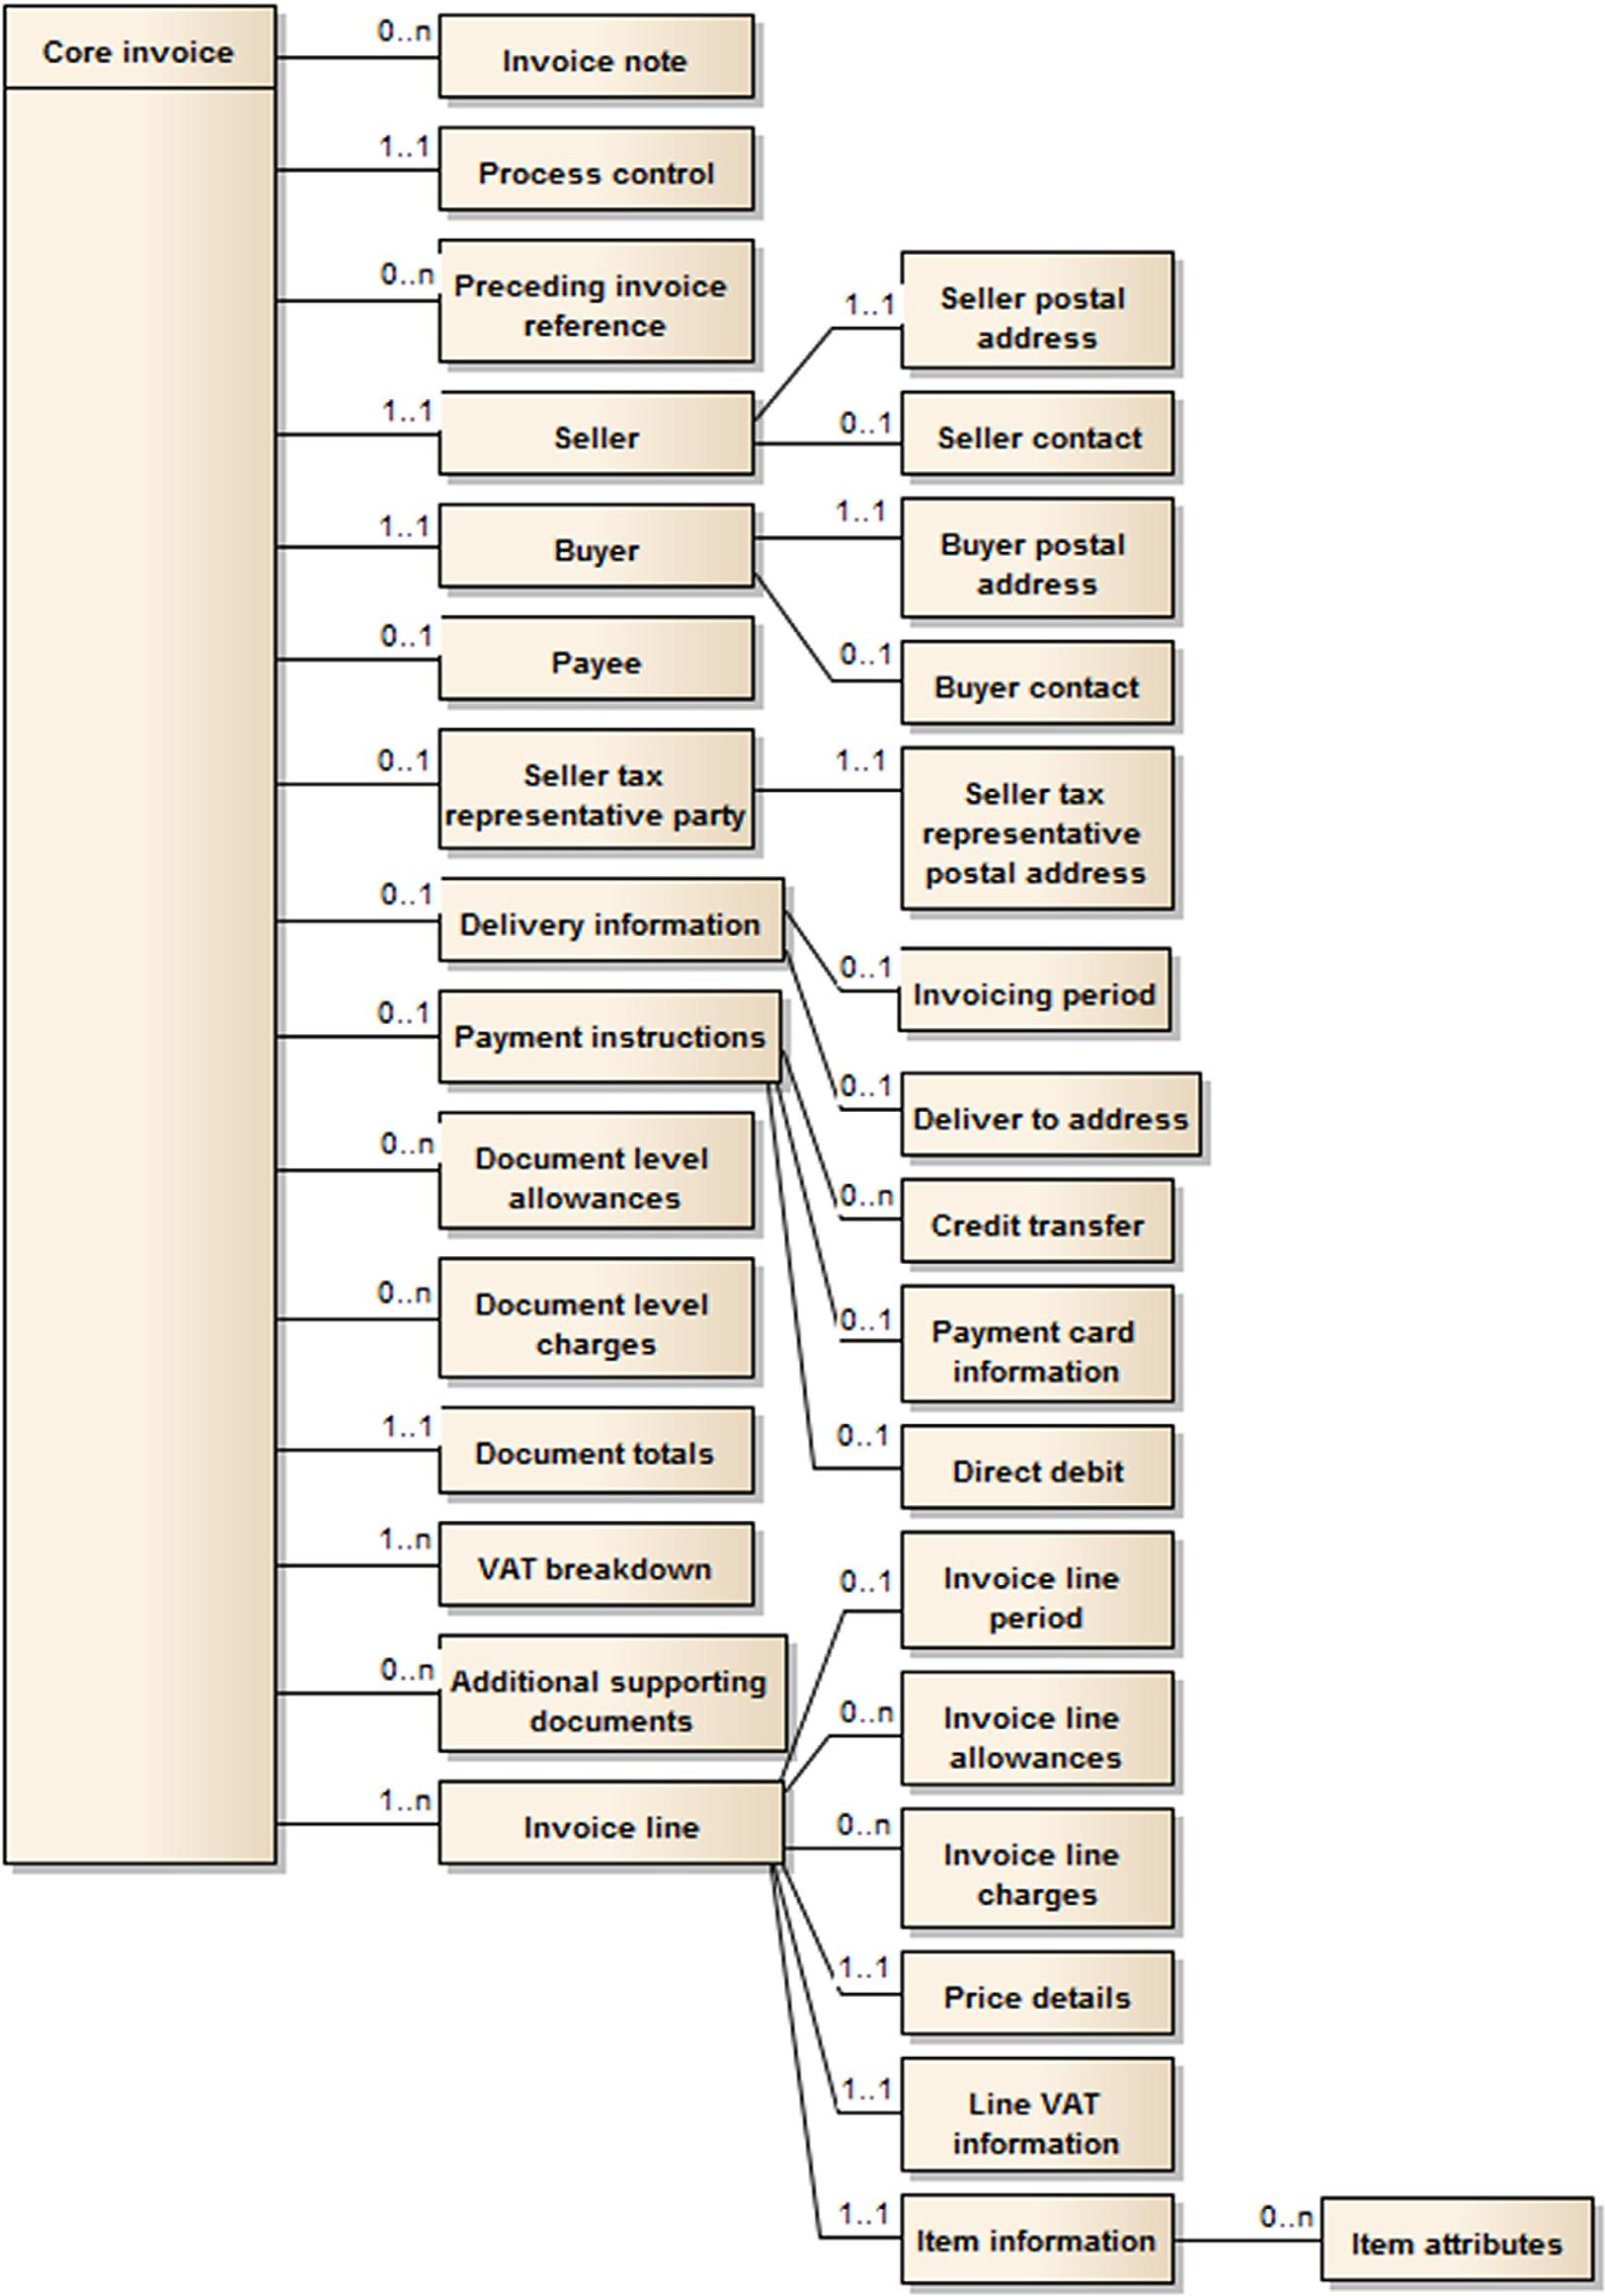 Core invoice
0..n
Invoice note
1..1
Process control
0..n
Preceding invoice
reference
1..1
Seller
1..1
Seller postal
address
0..1
Seller contact
1..1
Buyer
1..1
Buyer postal
address
0..1
Buyer contact
0..1
Payee
0..1
Seller tax
representative party
1..1
Seller tax
representative
postal address
0..1
Delivery information
0..1
Invoicing period
0..1
Deliver to address
0..1
Payment instructions
0..n
Credit transfer
0..1
Payment card
information
0..1
Direct debit
0..n
Document level
allowances
0..n
Document level
charges
1..1
Document totals
1..n
VAT breakdown
0..n
Additional supporting
documents
1..n
Invoice line
0..1
Invoice line
period
0..n
Invoice line
allowances
0..n
Invoice line
charges
1..1
Price details
1..1
Line VAT
information
1..1
Item information
0..n
Item attributes